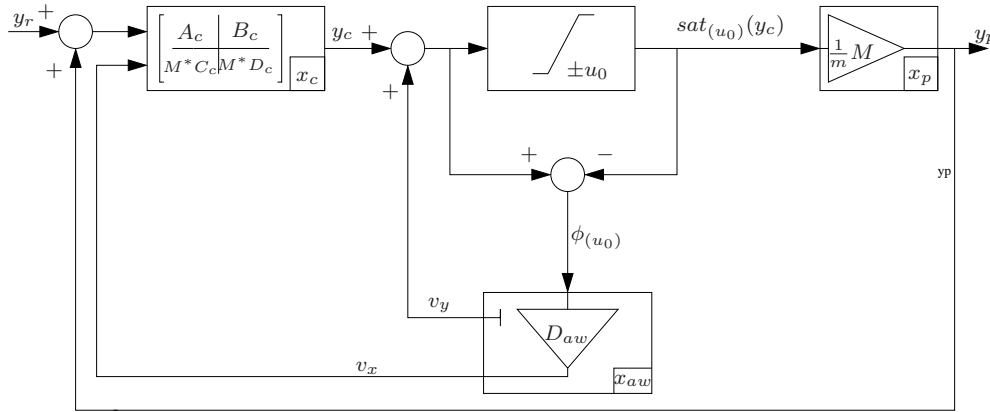 y_r + 
+
A_c B_c
M*C_c M*D_c
x_c
y_c +
+
±u_0
sat_(u_0)(y_c)
1/m M
x_p
y_p
+ −
yp
ϕ_(u_0)
v_y
D_aw
v_x
x_aw